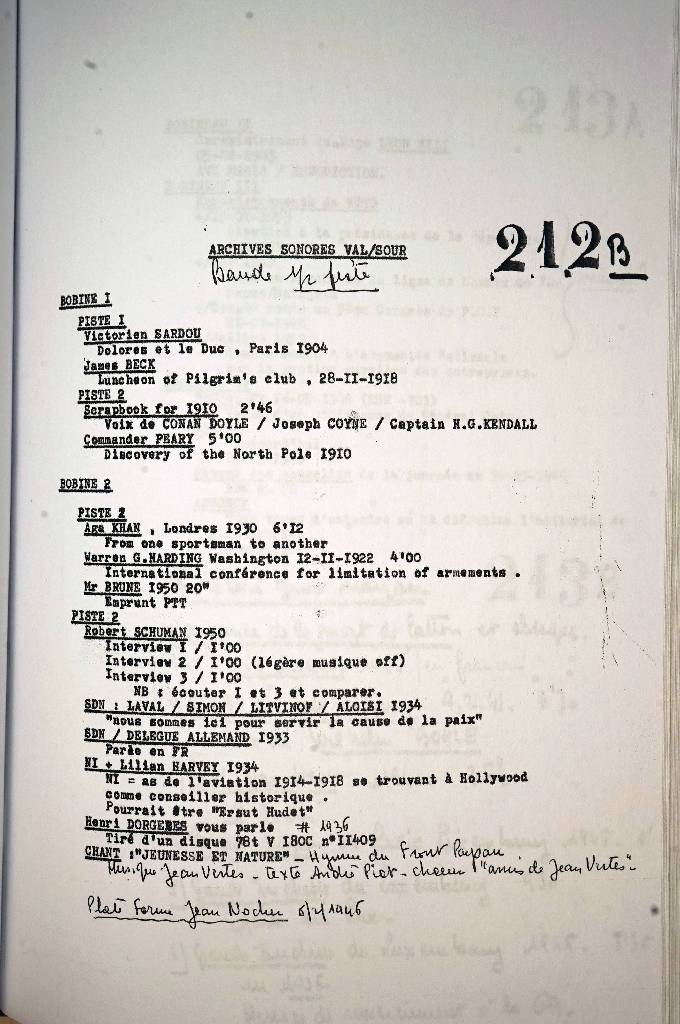 212B
ARCHIVES SONORES VAL/SOUR
Bande 1/2 piste
BOBINE I
PISTE I
Victorien SARDOU
Dolores et le Duc , Paris I904
James BECK
Luncheon of Pilgrim's club , 28-II-I9I8
PISTE 2
Scrapbook for I9I0 2'46
Voix de CONAN DOYLE / Joseph COYNE / Captain H.G.KENDALL
Commander PEARY 5'00
Discovery of the North Pole I9I0
BOBINE 2
PISTE
Aga KHAN , Londres I930 6'I2
From one sportsman to another
Warren G.HARDING Washington I2-II-I922 4'00
International conférence for limitation of armements .
Mr BRUNE I950 20"
Emprunt PTT
PISTE 2
Robert SCHUMAN I950
Interview I / I'00
Interview 2 / I'00 (légère musique off)
Interview 3 / I'00
NB : écouter I et 3 et comparer.
SDN : LAVAL / SIMON / LITVINOF / ALOISI I934
"nous sommes ici pour servir la cause de la paix"
SDN / DELEGUE ALLEMAND I933
Parle en FR
NI + Lilian HARVEY I934
NI = as de l'aviation I9I4-I9I8 se trouvant à Hollywood
comme conseiller historique .
Pourrait être "Ersut Hudet"
Henri DORGERES vous parle # 1936
Tiré d'un disque 78t V I80C n°II409
CHANT :"JEUNESSE ET NATURE" - Hymne du Front Paysan
Musique Jean Vertes - texte André Piot - choeur "amis de Jean Vertes"-
Plate forme Jean Nocher 1946